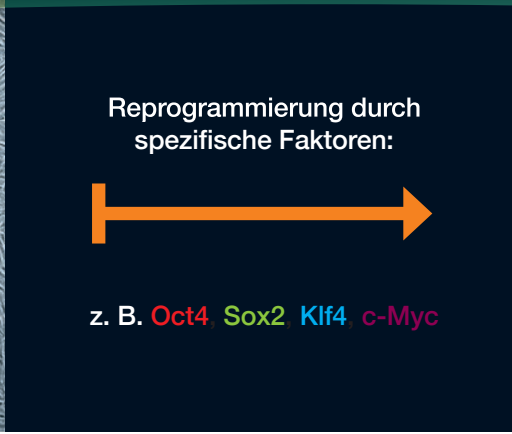 Reprogrammierung durch
spezifische Faktoren:
z. B. Oct4, Sox2, Klf4, c-Myc